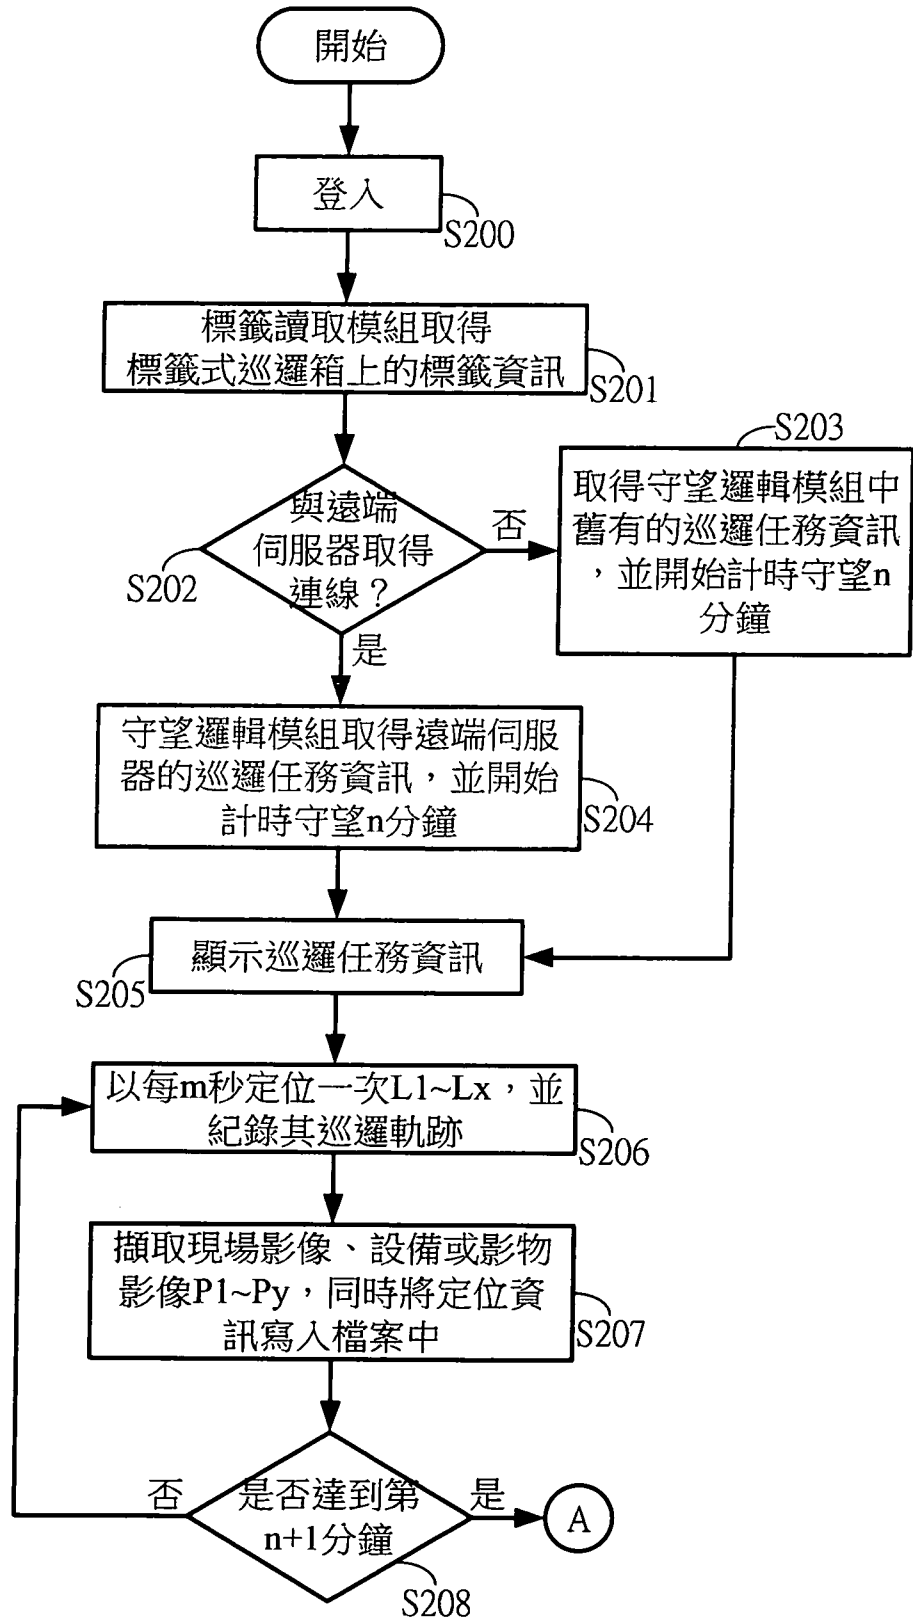 開始
登入
S200
標籤讀取模組取得
標籤式巡邏箱上的標籤資訊
S201
與遠端
伺服器取得
連線？
S202
否
S203
取得守望邏輯模組中
舊有的巡邏任務資訊
，並開始計時守望n
分鐘
是
守望邏輯模組取得遠端伺服
器的巡邏任務資訊，並開始
計時守望n分鐘
S204
顯示巡邏任務資訊
S205
以每m秒定位一次L1~Lx，並
紀錄其巡邏軌跡
S206
擷取現場影像、設備或影物
影像P1~Py，同時將定位資
訊寫入檔案中
S207
否
是否達到第
n+1分鐘
是
A
S208